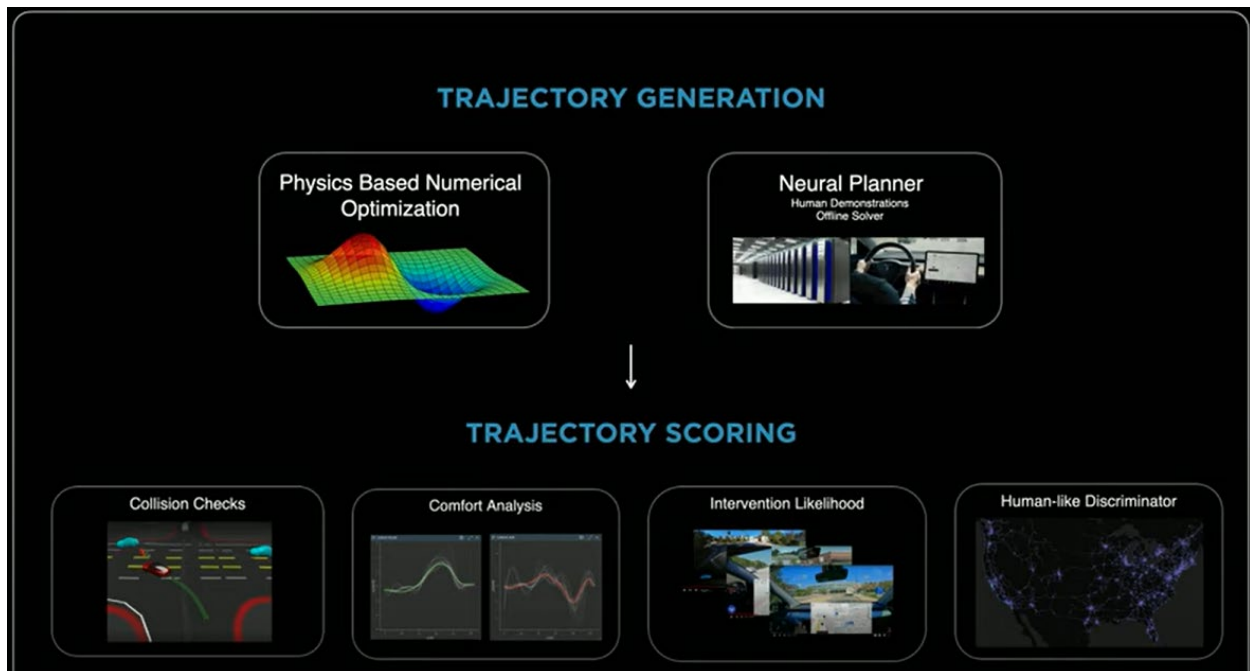 TRAJECTORY GENERATION
Physics Based Numerical
Optimization
Neural Planner
Human Demonstrations
Offline Solver
TRAJECTORY SCORING
Collision Checks
Comfort Analysis
Intervention Likelihood
Human-like Discriminator